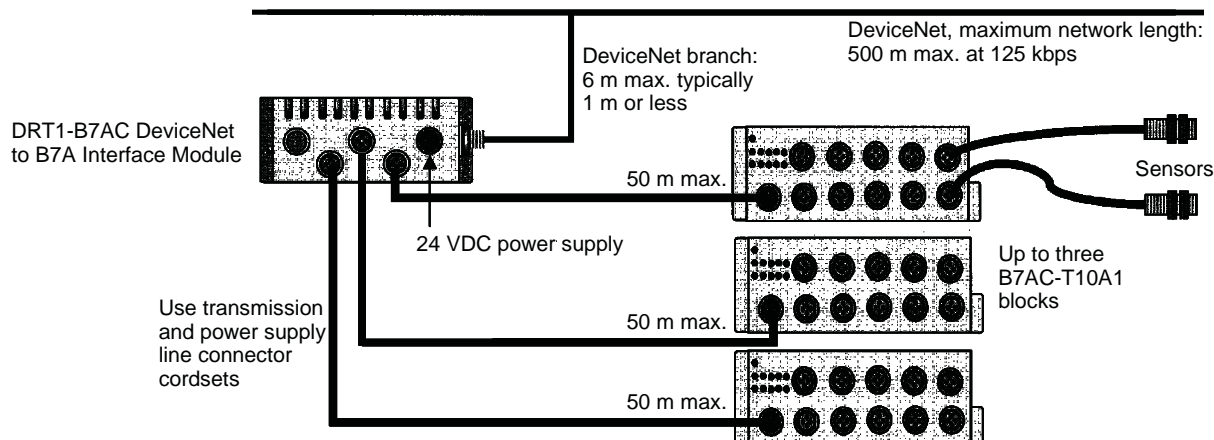 DeviceNet, maximum network length:
500 m max. at 125 kbps
DeviceNet branch:
6 m max. typically
1 m or less
DRT1-B7AC DeviceNet
to B7A Interface Module
50 m max.
Sensors
24 VDC power supply
Up to three
B7AC-T10A1
blocks
Use transmission
and power supply
line connector
cordsets
50 m max.
50 m max.